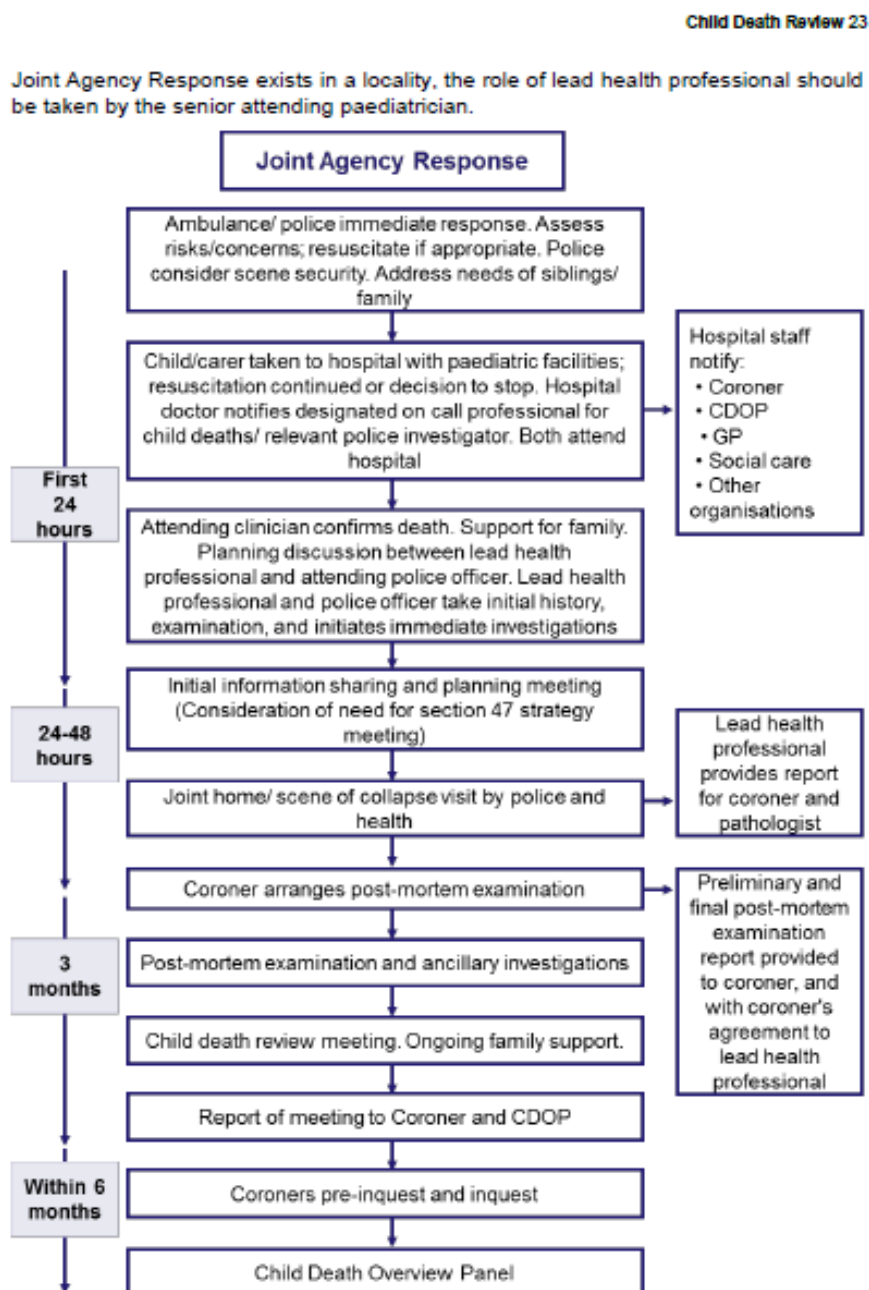 Child Death Review 23
Joint Agency Response exists in a locality, the role of lead health professional should
be taken by the senior attending paediatrician.
Joint Agency Response
Ambulance/ police immediate response. Assess
risks/concerns; resuscitate if appropriate. Police
consider scene security. Address needs of siblings/
family
Child/carer taken to hospital with paediatric facilities;
resuscitation continued or decision to stop. Hospital
doctor notifies designated on call professional for
child deaths/ relevant police investigator. Both attend
hospital
Hospital staff
notify:
• Coroner
• CDOP
• GP
• Social care
• Other
organisations
First
24
hours
Attending clinician confirms death. Support for family.
Planning discussion between lead health
professional and attending police officer. Lead health
professional and police officer take initial history,
examination, and initiates immediate investigations
Initial information sharing and planning meeting
(Consideration of need for section 47 strategy
meeting)
24-48
hours
Joint home/ scene of collapse visit by police and
health
Lead health
professional
provides report
for coroner and
pathologist
Coroner arranges post-mortem examination
Preliminary and
final post-mortem
examination
report provided
to coroner, and
with coroner's
agreement to
lead health
professional
3
months
Post-mortem examination and ancillary investigations
Child death review meeting. Ongoing family support.
Report of meeting to Coroner and CDOP
Within 6
months
Coroners pre-inquest and inquest
Child Death Overview Panel